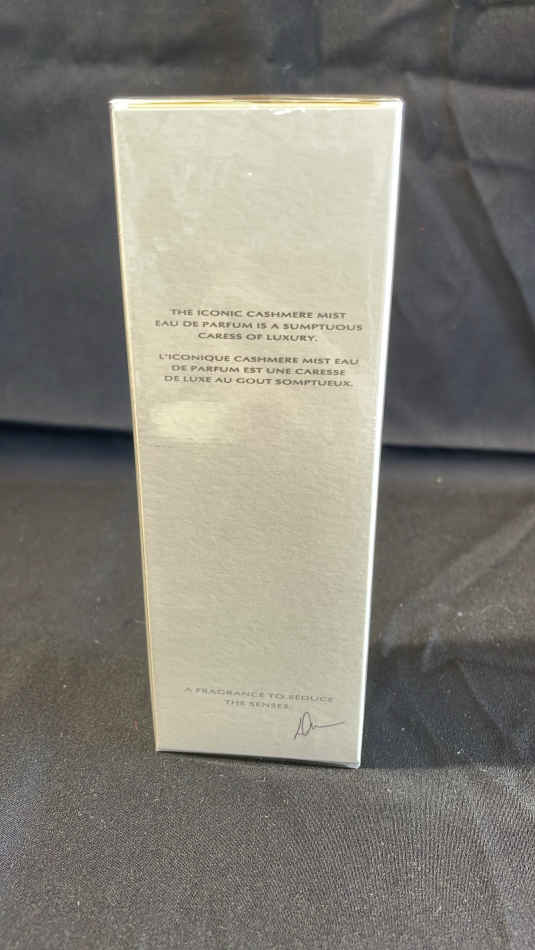 THE ICONIC CASHMERE MIST
EAU DE PARFUM IS A SUMPTUOUS
CARESS OF LUXURY.
L'ICONIQUE CASHMERE MIST EAU
DE PARFUM EST UNE CARESSE
DE LUXE AU GOUT SOMPTUEUX.
A FRAGRANCE TO SEDUCE
THE SENSES.